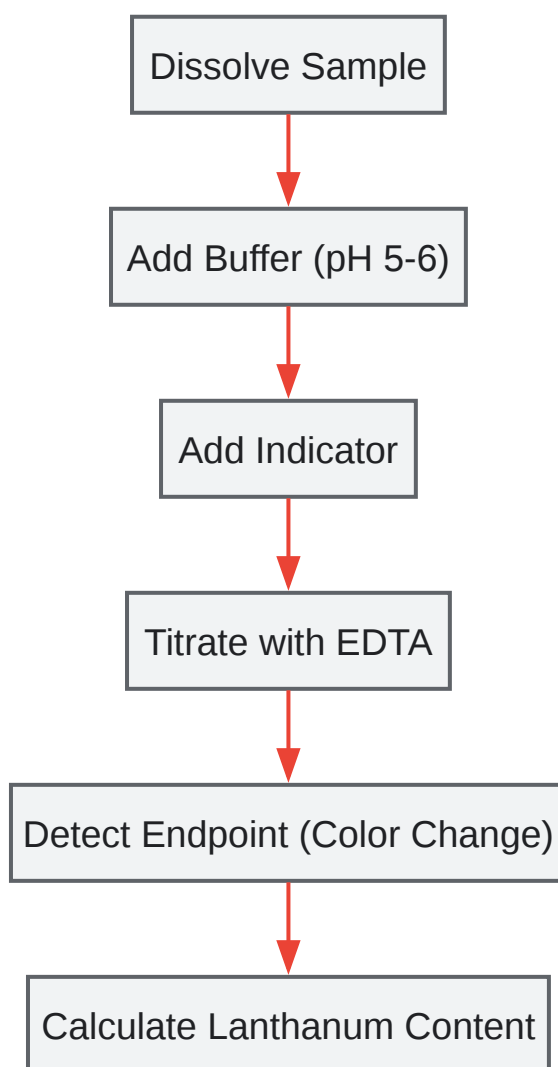 Dissolve Sample
Add Buffer (pH 5-6)
Add Indicator
Titrate with EDTA
Detect Endpoint (Color Change)
Calculate Lanthanum Content